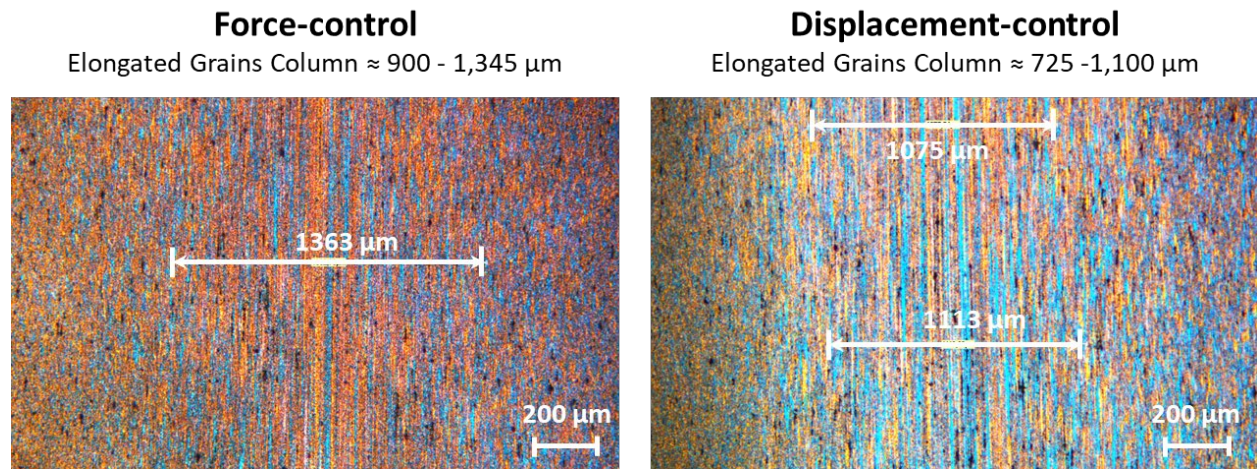 Force-control
Elongated Grains Column ≈ 900 - 1,345 µm
1363 µm
200 µm
Displacement-control
Elongated Grains Column ≈ 725 -1,100 µm
1075 µm
1113 µm
200 µm